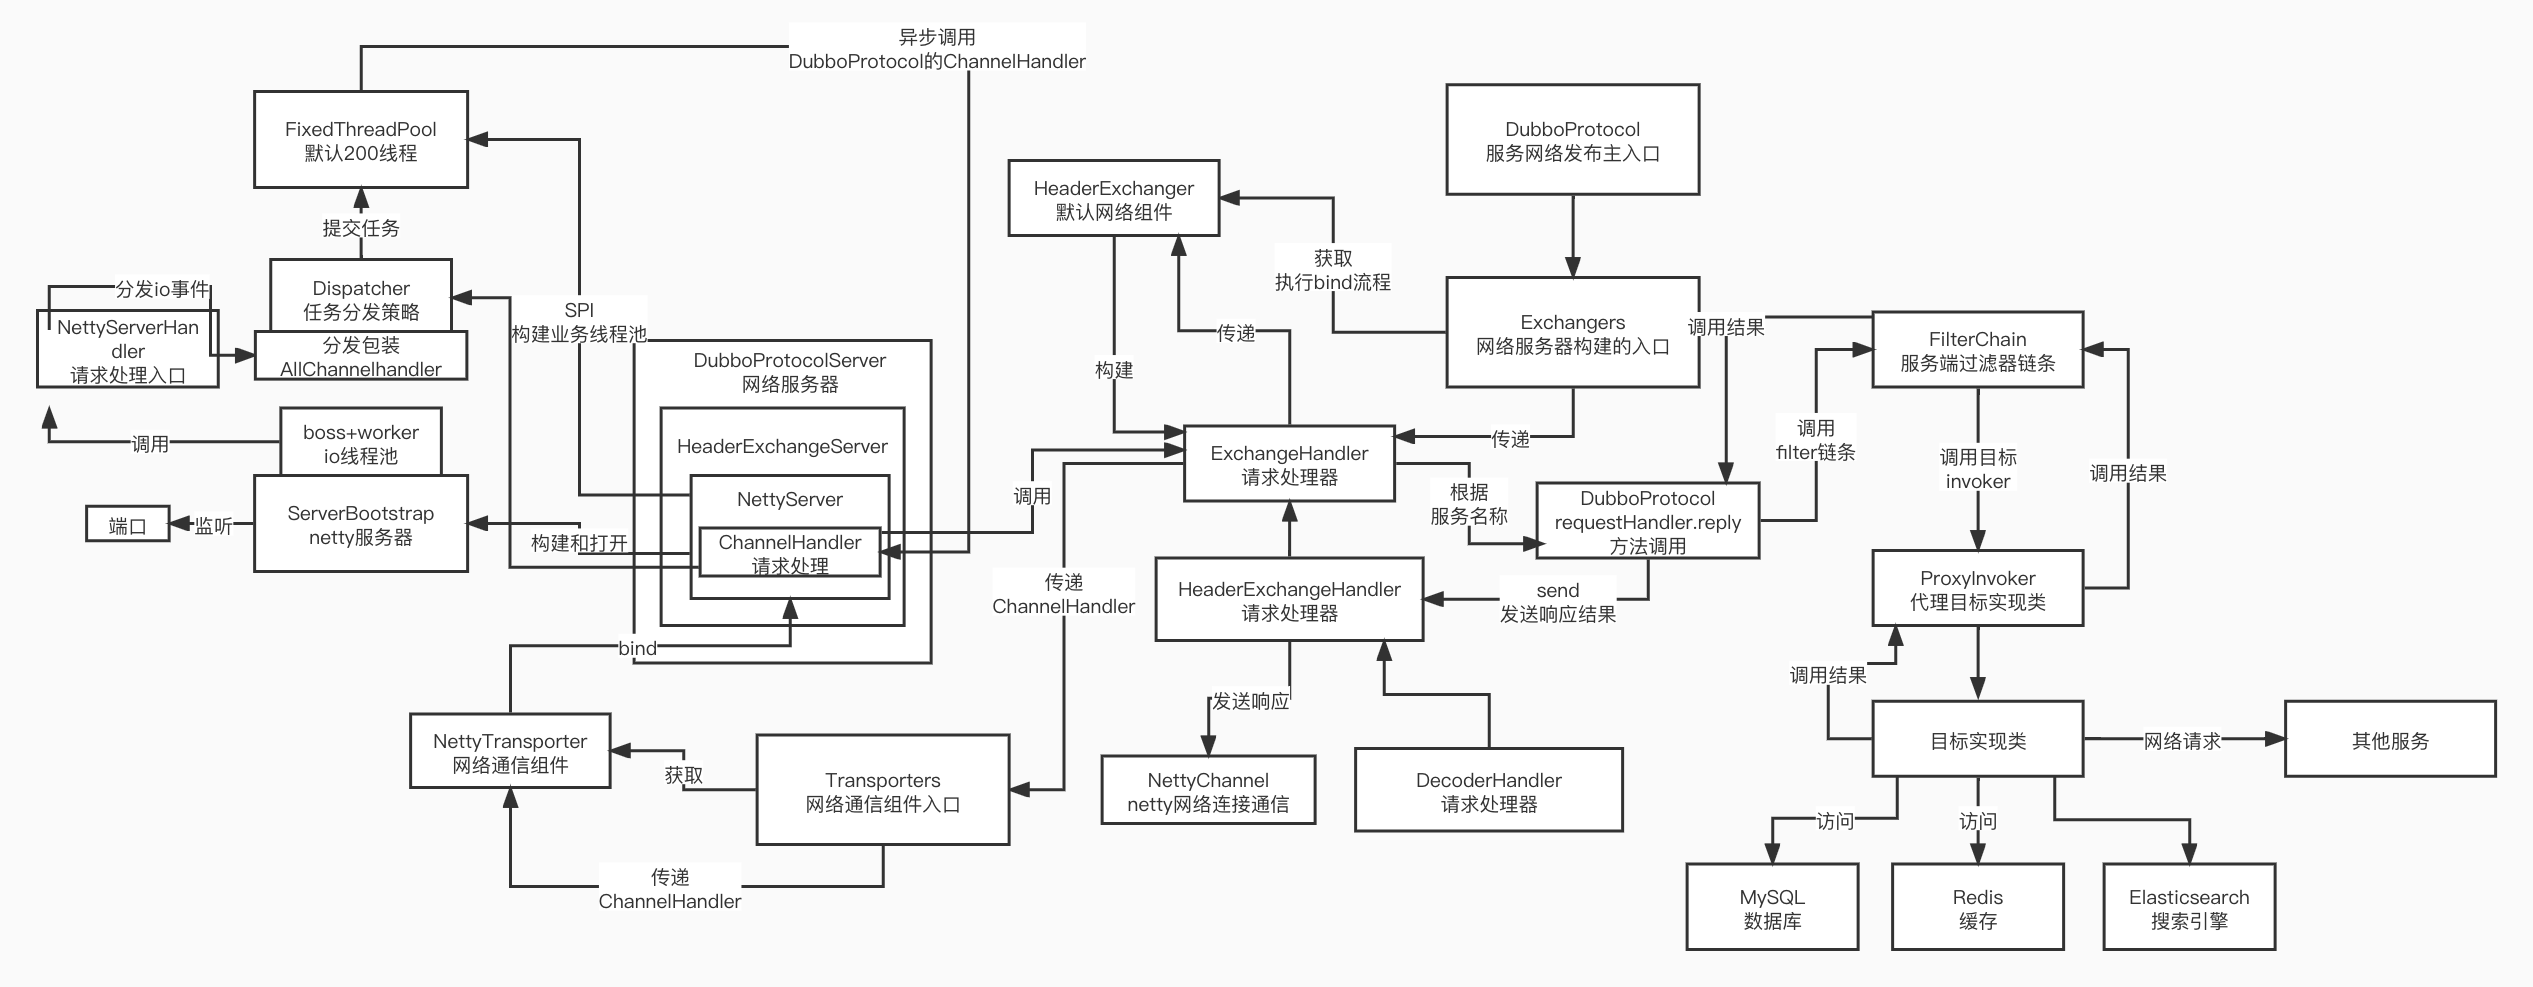 异步调用
DubboProtocol的ChannelHandler
FixedThreadPool
默认200线程
DubboProtocol
服务网络发布主入口
HeaderExchanger
默认网络组件
提交任务
获取
执行bind流程
分发io事件
Dispatcher
任务分发策略
SPI
构建业务线程池
NettyServerHan
dler
请求处理入口
分发包装
AllChannelhandler
传递
Exchangers
网络服务器构建的入口
调用结果
FilterChain
服务端过滤器链条
DubboProtocolServer
网络服务器
构建
调用
boss+worker
io线程池
HeaderExchangeServer
传递
调用
filter链条
ExchangeHandler
请求处理器
调用目标
invoker
调用结果
NettyServer
调用
根据
服务名称
DubboProtocol
requestHandler.reply
方法调用
端口
监听
ServerBootstrap
netty服务器
构建和打开
ChannelHandler
请求处理
传递
ChannelHandler
HeaderExchangeHandler
请求处理器
send
发送响应结果
ProxyInvoker
代理目标实现类
bind
调用结果
发送响应
NettyTransporter
网络通信组件
获取
Transporters
网络通信组件入口
NettyChannel
netty网络连接通信
DecoderHandler
请求处理器
目标实现类
网络请求
其他服务
访问
访问
传递
ChannelHandler
MySQL
数据库
Redis
缓存
Elasticsearch
搜索引擎